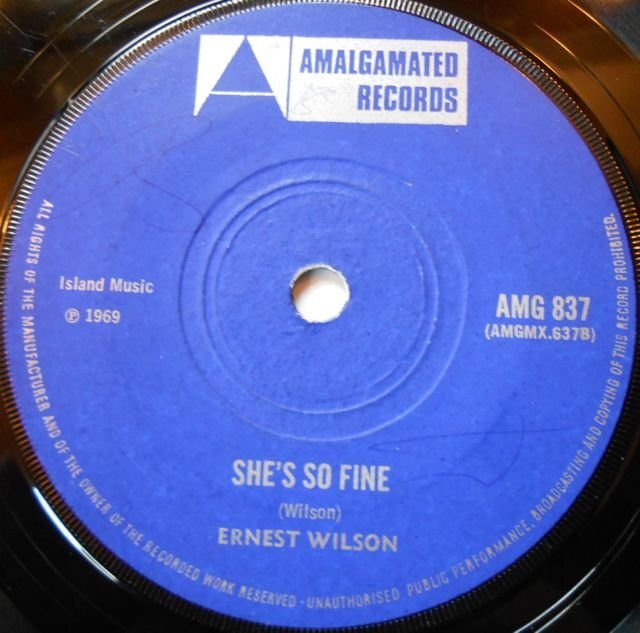 AMALGAMATED
RECORDS
Island Music
℗ 1969
AMG 837
(AMGMX.637B)
SHE'S SO FINE
(Wilson)
ERNEST WILSON
ALL RIGHTS OF THE MANUFACTURER AND OF THE OWNER OF THE RECORDED WORK RESERVED · UNAUTHORISED PUBLIC PERFORMANCE, BROADCASTING AND COPYING OF THIS RECORD PROHIBITED.